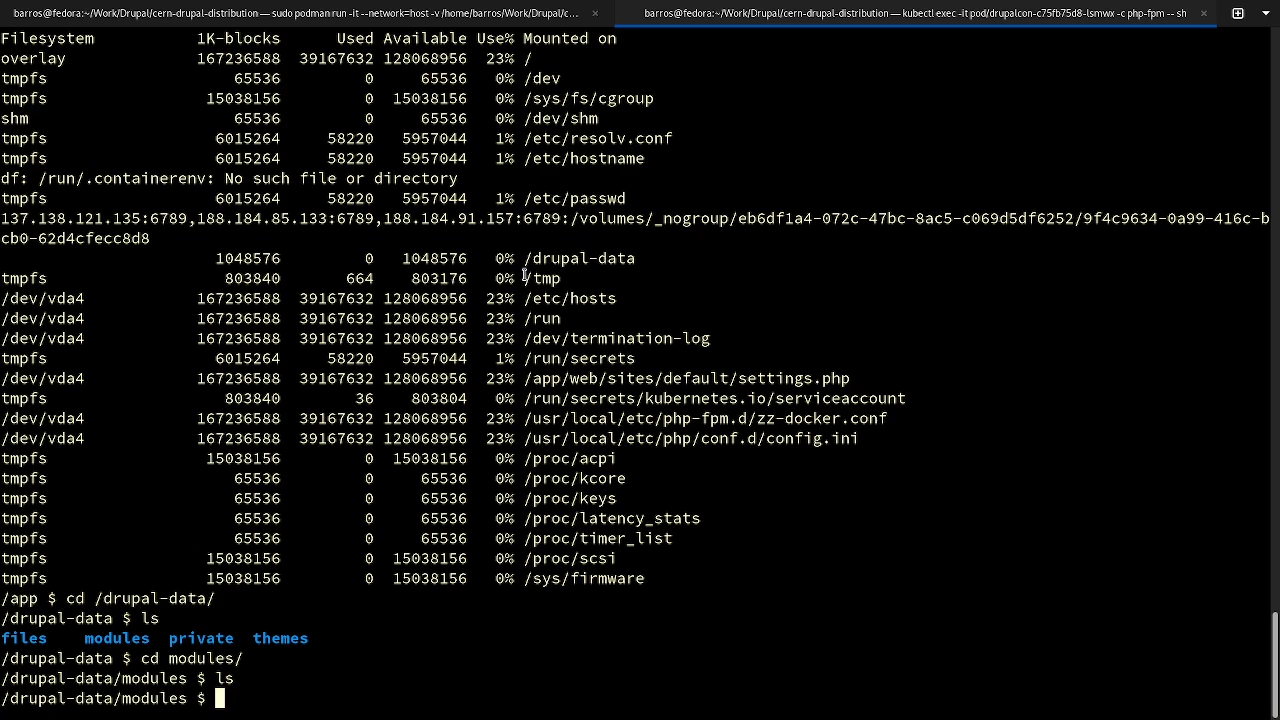 barros@fedora:~/Work/Drupal/cern-drupal-distribution — sudo podman run -it --network=host -v /home/barros/Work/Drupal/c...
barros@fedora:~/Work/Drupal/cern-drupal-distribution — kubectl exec -it pod/drupalcon-c75fb75d8-lsmwx -c php-fpm -- sh
Filesystem 1K-blocks Used Available Use% Mounted on
overlay 167236588 39167632 128068956 23% /
tmpfs 65536 0 65536 0% /dev
tmpfs 15038156 0 15038156 0% /sys/fs/cgroup
shm 65536 0 65536 0% /dev/shm
tmpfs 6015264 58220 5957044 1% /etc/resolv.conf
tmpfs 6015264 58220 5957044 1% /etc/hostname
df: /run/.containerenv: No such file or directory
tmpfs 6015264 58220 5957044 1% /etc/passwd
137.138.121.135:6789,188.184.85.133:6789,188.184.91.157:6789:/volumes/_nogroup/eb6df1a4-072c-47bc-8ac5-c069d5df6252/9f4c9634-0a99-416c-b
cb0-62d4cfecc8d8
1048576 0 1048576 0% /drupal-data
tmpfs 803840 664 803176 0% /tmp
/dev/vda4 167236588 39167632 128068956 23% /etc/hosts
/dev/vda4 167236588 39167632 128068956 23% /run
/dev/vda4 167236588 39167632 128068956 23% /dev/termination-log
tmpfs 6015264 58220 5957044 1% /run/secrets
/dev/vda4 167236588 39167632 128068956 23% /app/web/sites/default/settings.php
tmpfs 803840 36 803804 0% /run/secrets/kubernetes.io/serviceaccount
/dev/vda4 167236588 39167632 128068956 23% /usr/local/etc/php-fpm.d/zz-docker.conf
/dev/vda4 167236588 39167632 128068956 23% /usr/local/etc/php/conf.d/config.ini
tmpfs 15038156 0 15038156 0% /proc/acpi
tmpfs 65536 0 65536 0% /proc/kcore
tmpfs 65536 0 65536 0% /proc/keys
tmpfs 65536 0 65536 0% /proc/latency_stats
tmpfs 65536 0 65536 0% /proc/timer_list
tmpfs 15038156 0 15038156 0% /proc/scsi
tmpfs 15038156 0 15038156 0% /sys/firmware
/app $ cd /drupal-data/
/drupal-data $ ls
files modules private themes
/drupal-data $ cd modules/
/drupal-data/modules $ ls
/drupal-data/modules $